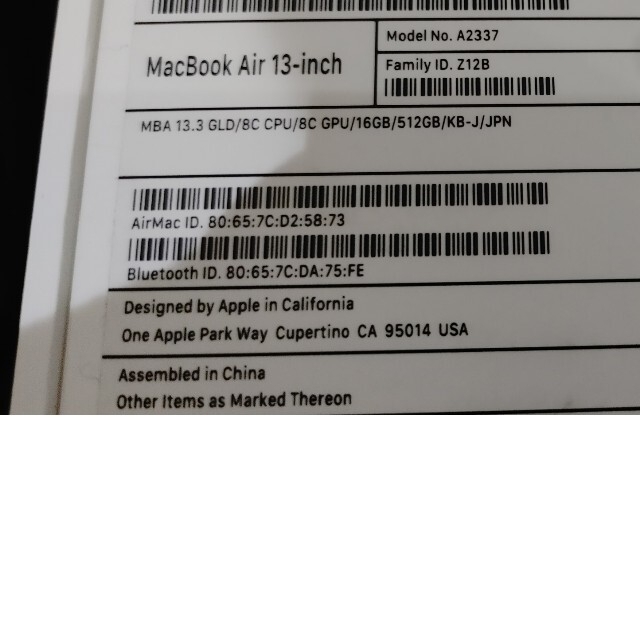 MacBook Air 13-inch
Model No. A2337
Family ID. Z12B
MBA 13.3 GLD/8C CPU/8C GPU/16GB/512GB/KB-J/JPN
AirMac ID. 80:65:7C:D2:58:73
Bluetooth ID. 80:65:7C:DA:75:FE
Designed by Apple in California
One Apple Park Way Cupertino CA 95014 USA
Assembled in China
Other Items as Marked Thereon